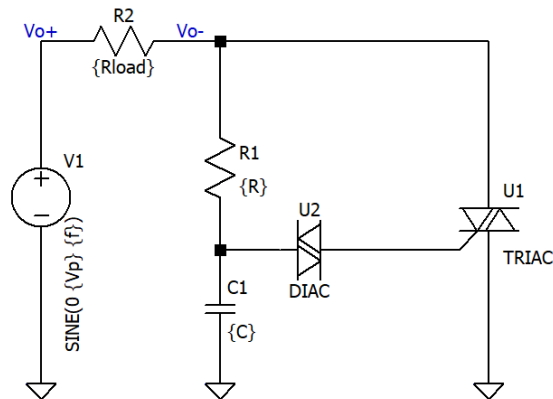 R2
Vo+
Vo-
{Rload}
V1
SINE(0 {Vp} {f})
R1
{R}
U2
DIAC
U1
TRIAC
C1
{C}